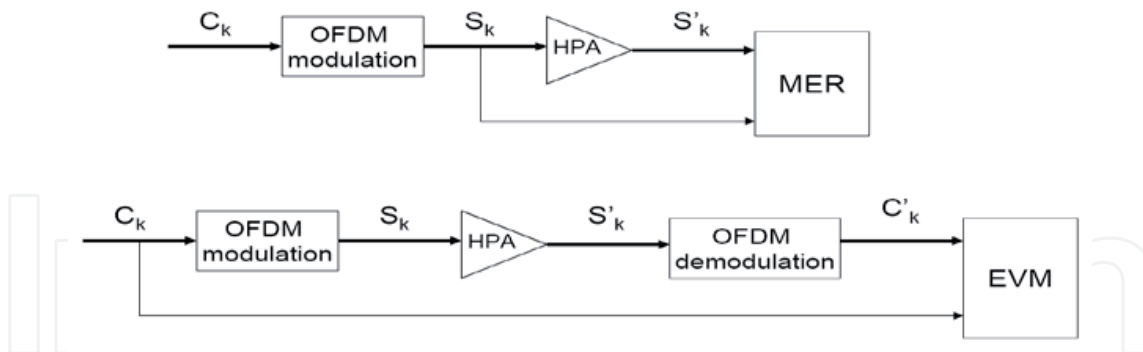 C_k
OFDM
modulation
S_k
HPA
S'_k
MER
C_k
OFDM
modulation
S_k
HPA
S'_k
OFDM
demodulation
C'_k
EVM